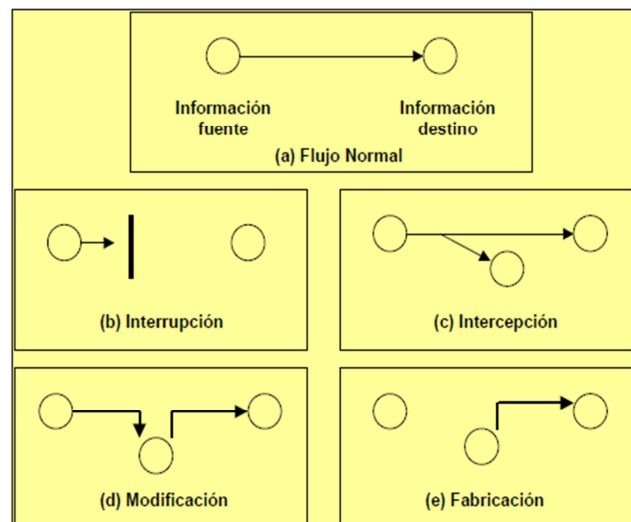 Información fuente
Información destino
(a) Flujo Normal
(b) Interrupción
(c) Intercepción
(d) Modificación
(e) Fabricación